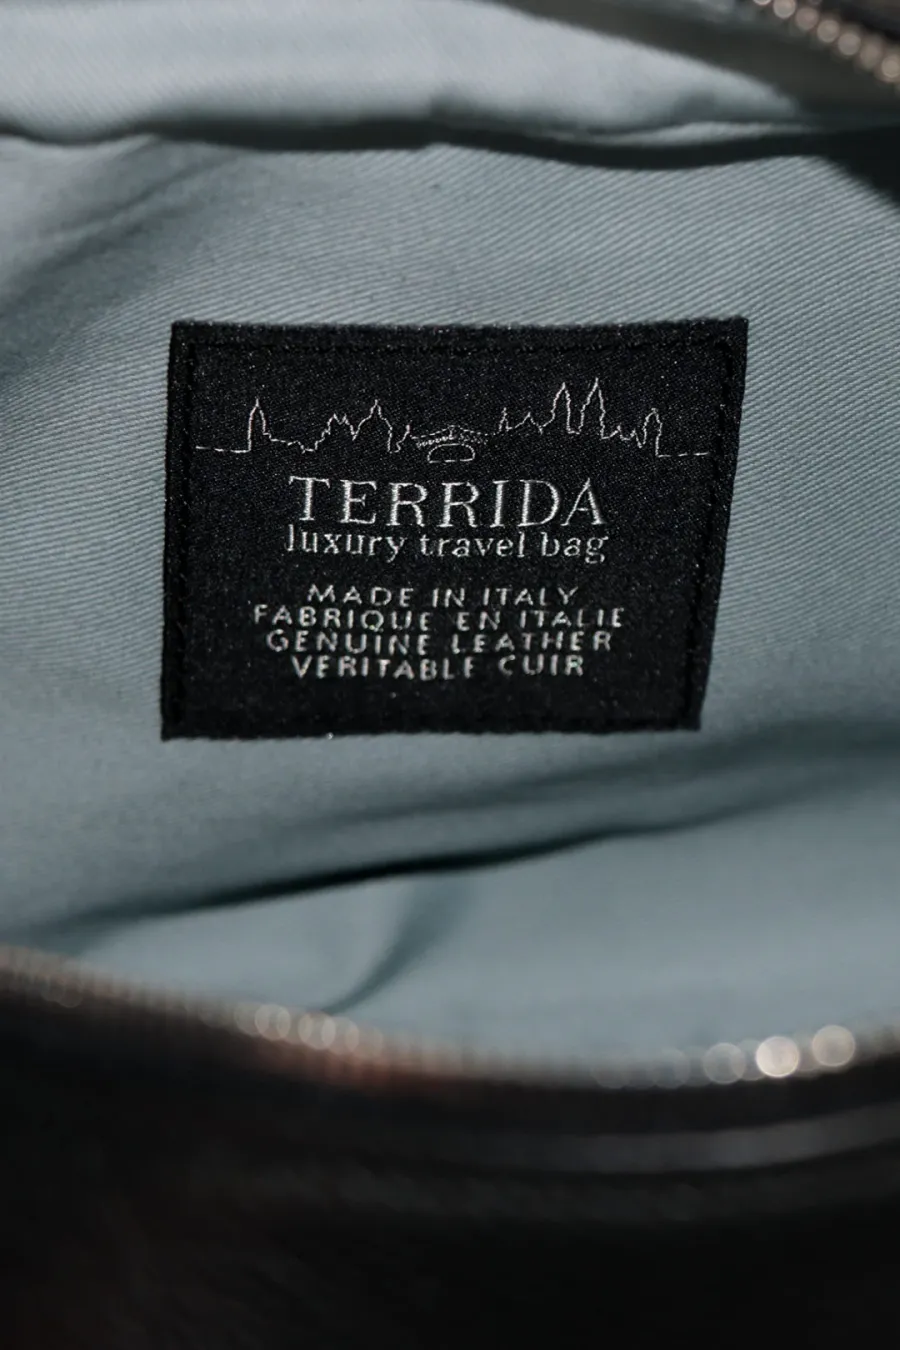 TERRIDA
luxury travel bag
MADE IN ITALY
FABRIQUE EN ITALIE
GENUINE LEATHER
VERITABLE CUIR